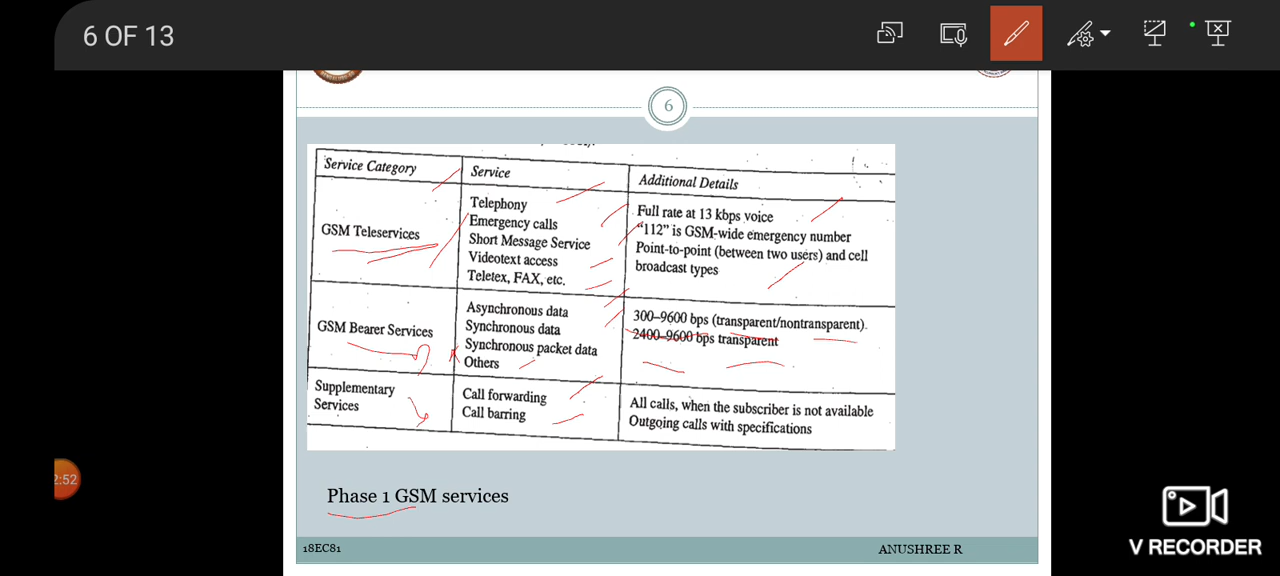 6 OF 13
6
Service Category Service Additional Details
GSM Teleservices
Telephony
Emergency calls
Short Message Service
Videotext access
Teletex, FAX, etc.
Full rate at 13 kbps voice
"112" is GSM-wide emergency number
Point-to-point (between two users) and cell
broadcast types
GSM Bearer Services
Asynchronous data
Synchronous data
Synchronous packet data
Others
300–9600 bps (transparent/nontransparent).
2400–9600 bps transparent
Supplementary
Services
Call forwarding
Call barring
All calls, when the subscriber is not available
Outgoing calls with specifications
2:52
Phase 1 GSM services
18EC81
ANUSHREE R
V RECORDER